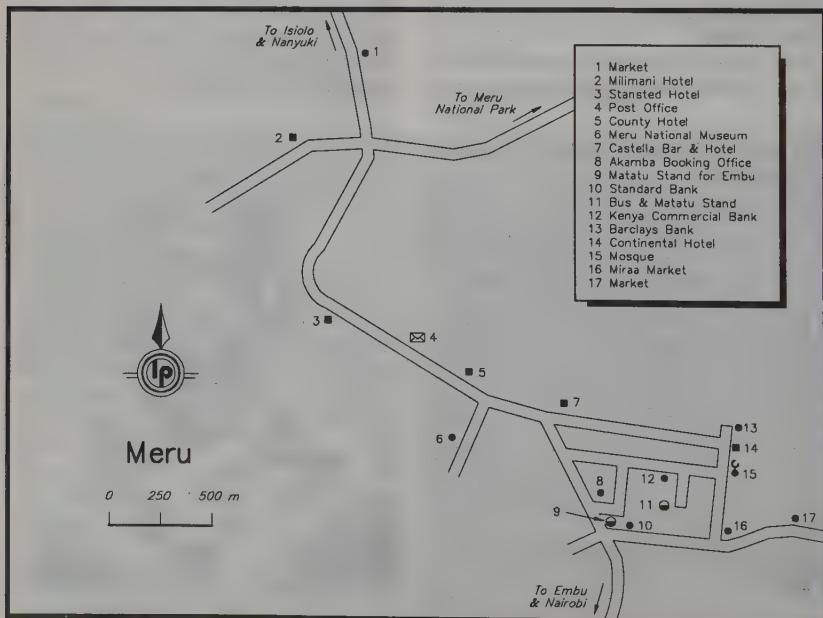 To Isiolo
& Nanyuki
1
To Meru
National Park
2
1 Market
2 Milimani Hotel
3 Stansted Hotel
4 Post Office
5 County Hotel
6 Meru National Museum
7 Castella Bar & Hotel
8 Akamba Booking Office
9 Matatu Stand for Embu
10 Standard Bank
11 Bus & Matatu Stand
12 Kenya Commercial Bank
13 Barclays Bank
14 Continental Hotel
15 Mosque
16 Miraa Market
17 Market
3
4
lp
5
7
Meru
6
13
14
15
12
8
11
0 250 500 m
9
10
16
17
To Embu
& Nairobi